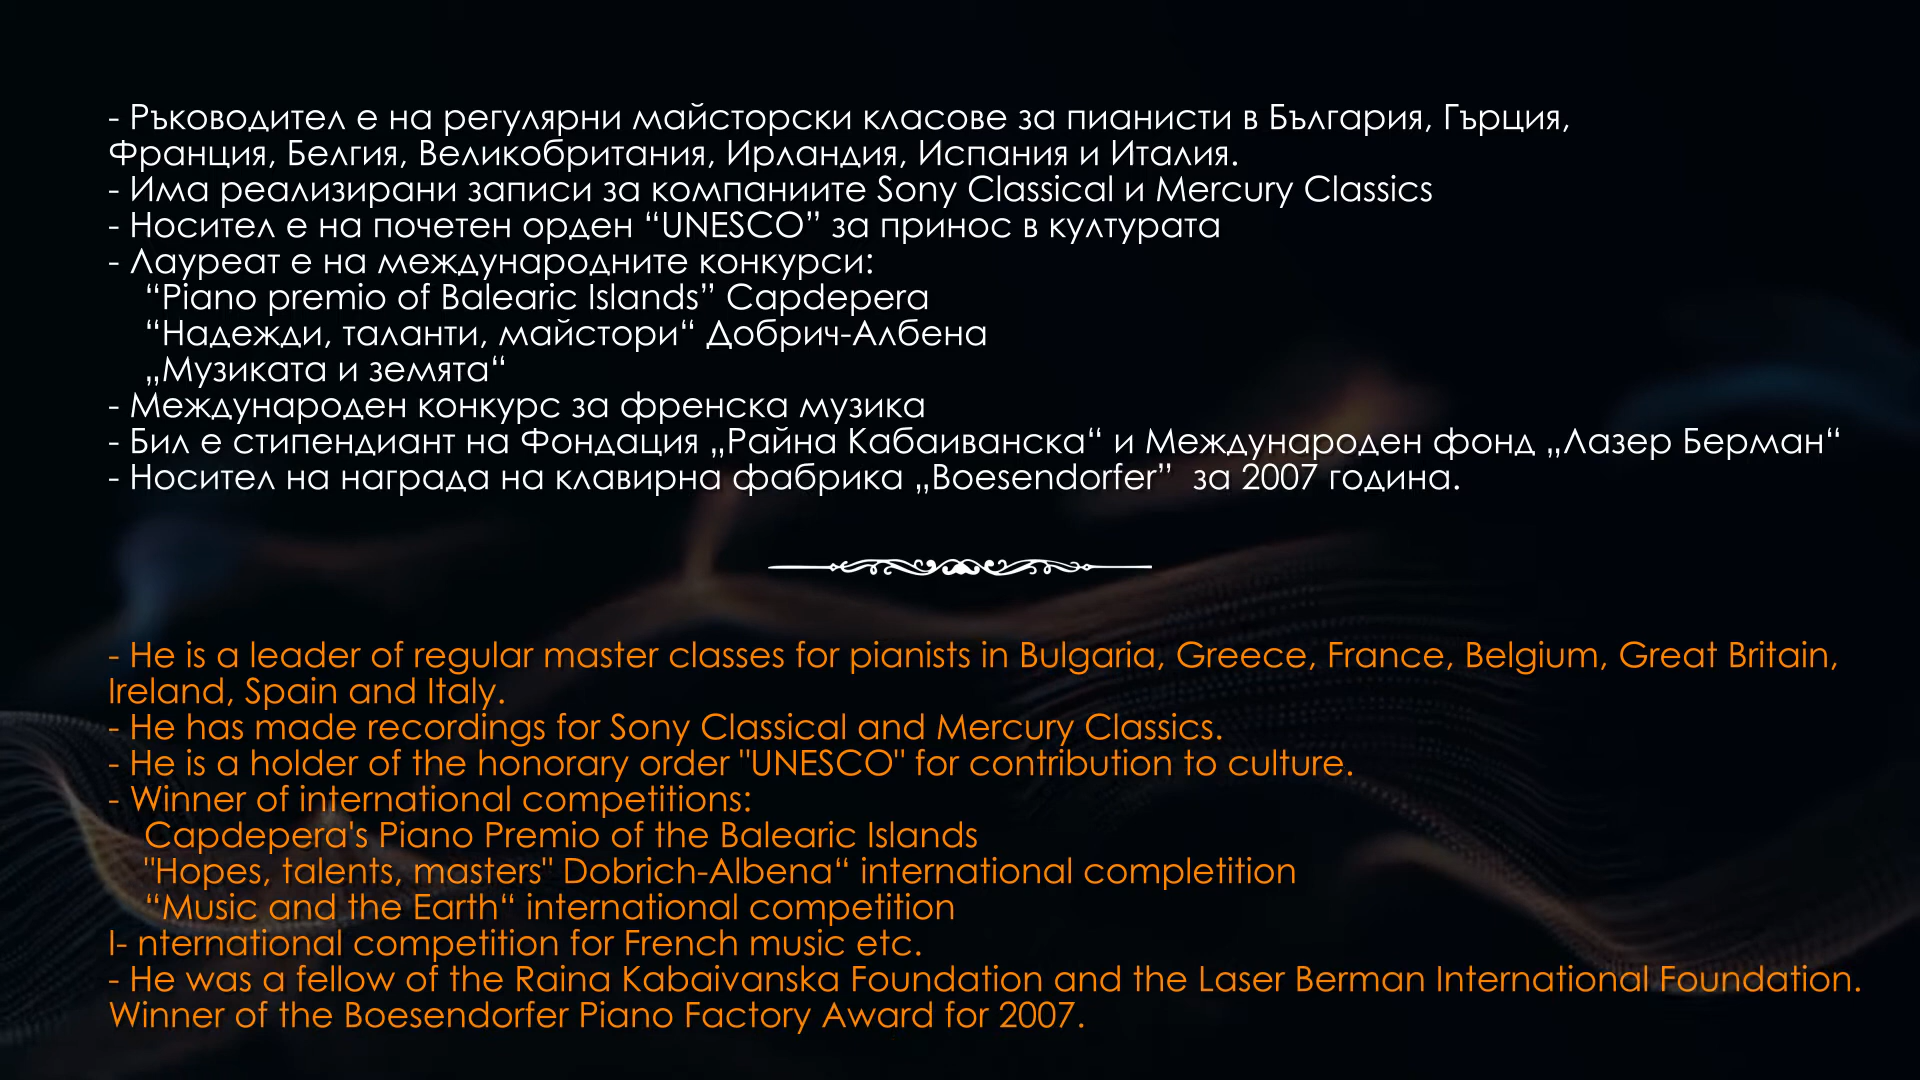 - Ръководител е на регулярни майсторски класове за пианисти в България, Гърция,
Франция, Белгия, Великобритания, Ирландия, Испания и Италия.
- Има реализирани записи за компаниите Sony Classical и Mercury Classics
- Носител е на почетен орден “UNESCO” за принос в културата
- Лауреат е на международните конкурси:
“Piano premio of Balearic Islands” Capdepera
“Надежди, таланти, майстори“ Добрич-Албена
„Музиката и земята“
- Международен конкурс за френска музика
- Бил е стипендиант на Фондация „Райна Кабаиванска“ и Международен фонд „Лазер Берман“
- Носител на награда на клавирна фабрика „Boesendorfer” за 2007 година.
- He is a leader of regular master classes for pianists in Bulgaria, Greece, France, Belgium, Great Britain,
Ireland, Spain and Italy.
- He has made recordings for Sony Classical and Mercury Classics.
- He is a holder of the honorary order "UNESCO" for contribution to culture.
- Winner of international competitions:
Capdepera's Piano Premio of the Balearic Islands
"Hopes, talents, masters" Dobrich-Albena“ international completition
“Music and the Earth“ international competition
I- nternational competition for French music etc.
- He was a fellow of the Raina Kabaivanska Foundation and the Laser Berman International Foundation.
Winner of the Boesendorfer Piano Factory Award for 2007.